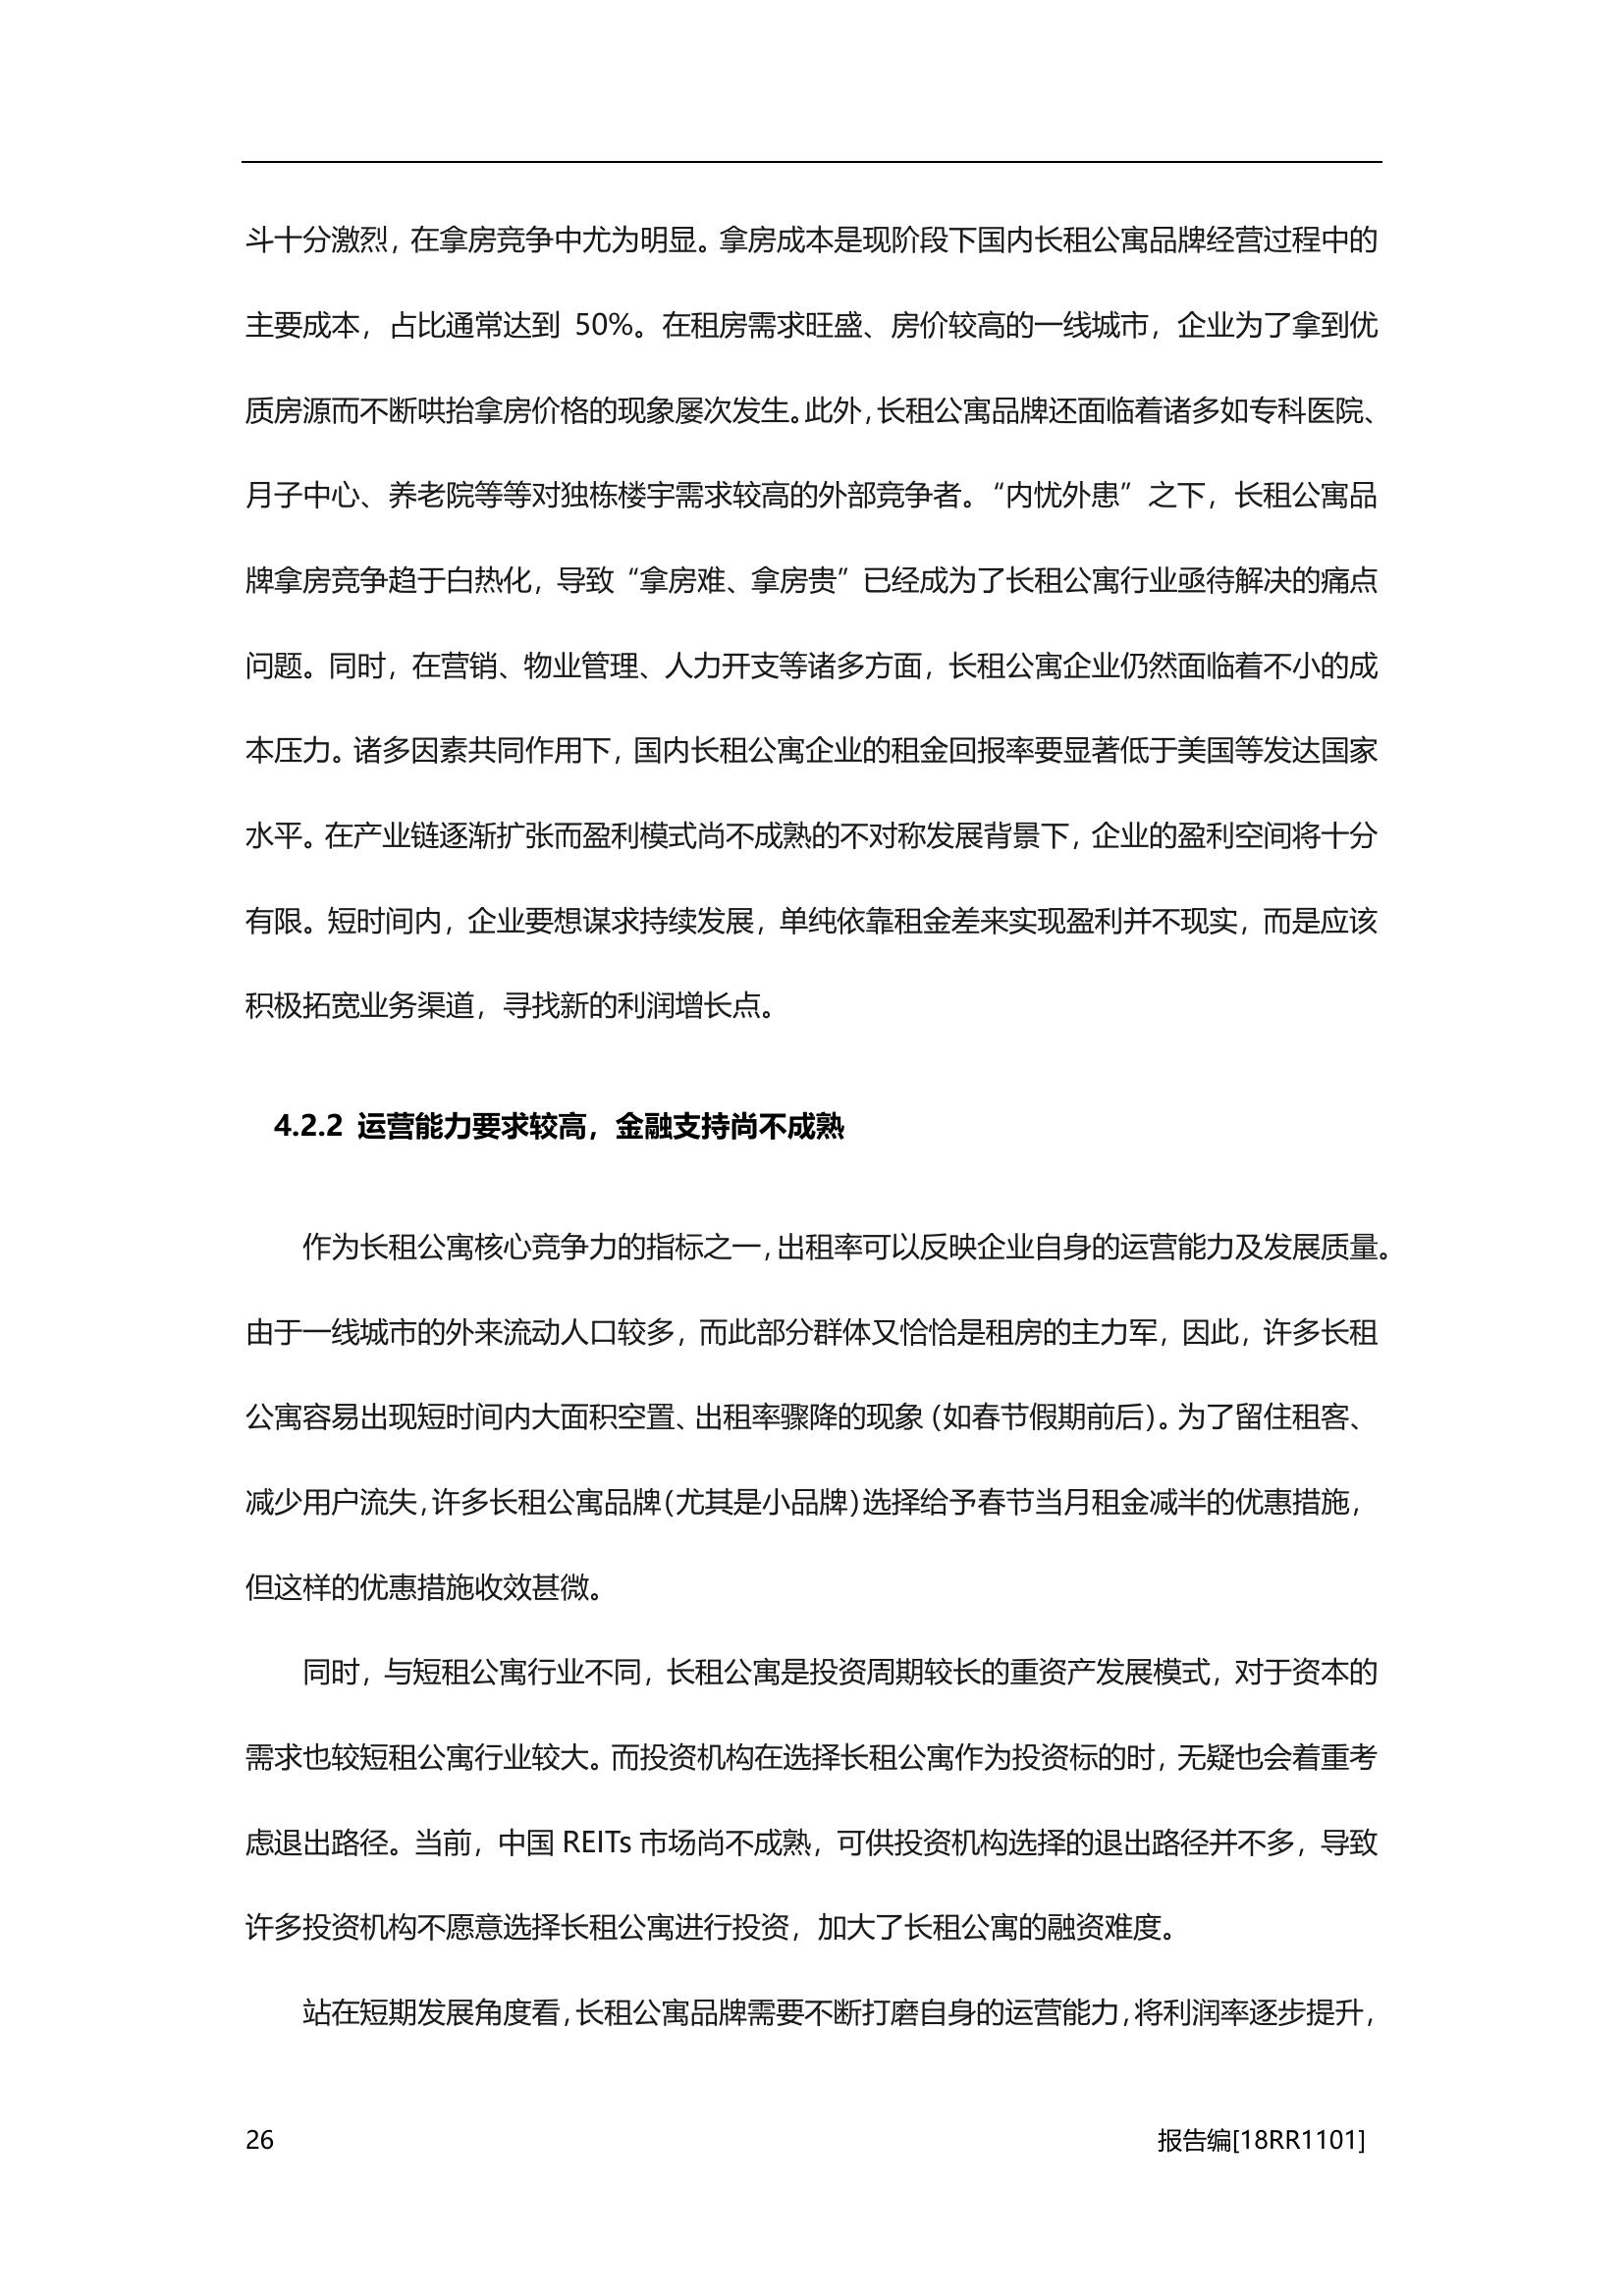 斗十分激烈，在拿房竞争中尤为明显。拿房成本是现阶段下国内长租公寓品牌经营过程中的
主要成本，占比通常达到 50%。在租房需求旺盛、房价较高的一线城市，企业为了拿到优
质房源而不断哄抬拿房价格的现象屡次发生。此外，长租公寓品牌还面临着诸多如专科医院、
月子中心、养老院等等对独栋楼宇需求较高的外部竞争者。“内忧外患”之下，长租公寓品
牌拿房竞争趋于白热化，导致“拿房难、拿房贵”已经成为了长租公寓行业亟待解决的痛点
问题。同时，在营销、物业管理、人力开支等诸多方面，长租公寓企业仍然面临着不小的成
本压力。诸多因素共同作用下，国内长租公寓企业的租金回报率要显著低于美国等发达国家
水平。在产业链逐渐扩张而盈利模式尚不成熟的不对称发展背景下，企业的盈利空间将十分
有限。短时间内，企业要想谋求持续发展，单纯依靠租金差来实现盈利并不现实，而是应该
积极拓宽业务渠道，寻找新的利润增长点。
4.2.2 运营能力要求较高，金融支持尚不成熟
作为长租公寓核心竞争力的指标之一，出租率可以反映企业自身的运营能力及发展质量。
由于一线城市的外来流动人口较多，而此部分群体又恰恰是租房的主力军，因此，许多长租
公寓容易出现短时间内大面积空置、出租率骤降的现象（如春节假期前后）。为了留住租客、
减少用户流失，许多长租公寓品牌（尤其是小品牌）选择给予春节当月租金减半的优惠措施，
但这样的优惠措施收效甚微。
同时，与短租公寓行业不同，长租公寓是投资周期较长的重资产发展模式，对于资本的
需求也较短租公寓行业较大。而投资机构在选择长租公寓作为投资标的时，无疑也会着重考
虑退出路径。当前，中国 REITs 市场尚不成熟，可供投资机构选择的退出路径并不多，导致
许多投资机构不愿意选择长租公寓进行投资，加大了长租公寓的融资难度。
站在短期发展角度看，长租公寓品牌需要不断打磨自身的运营能力，将利润率逐步提升，
26 报告编[18RR1101]